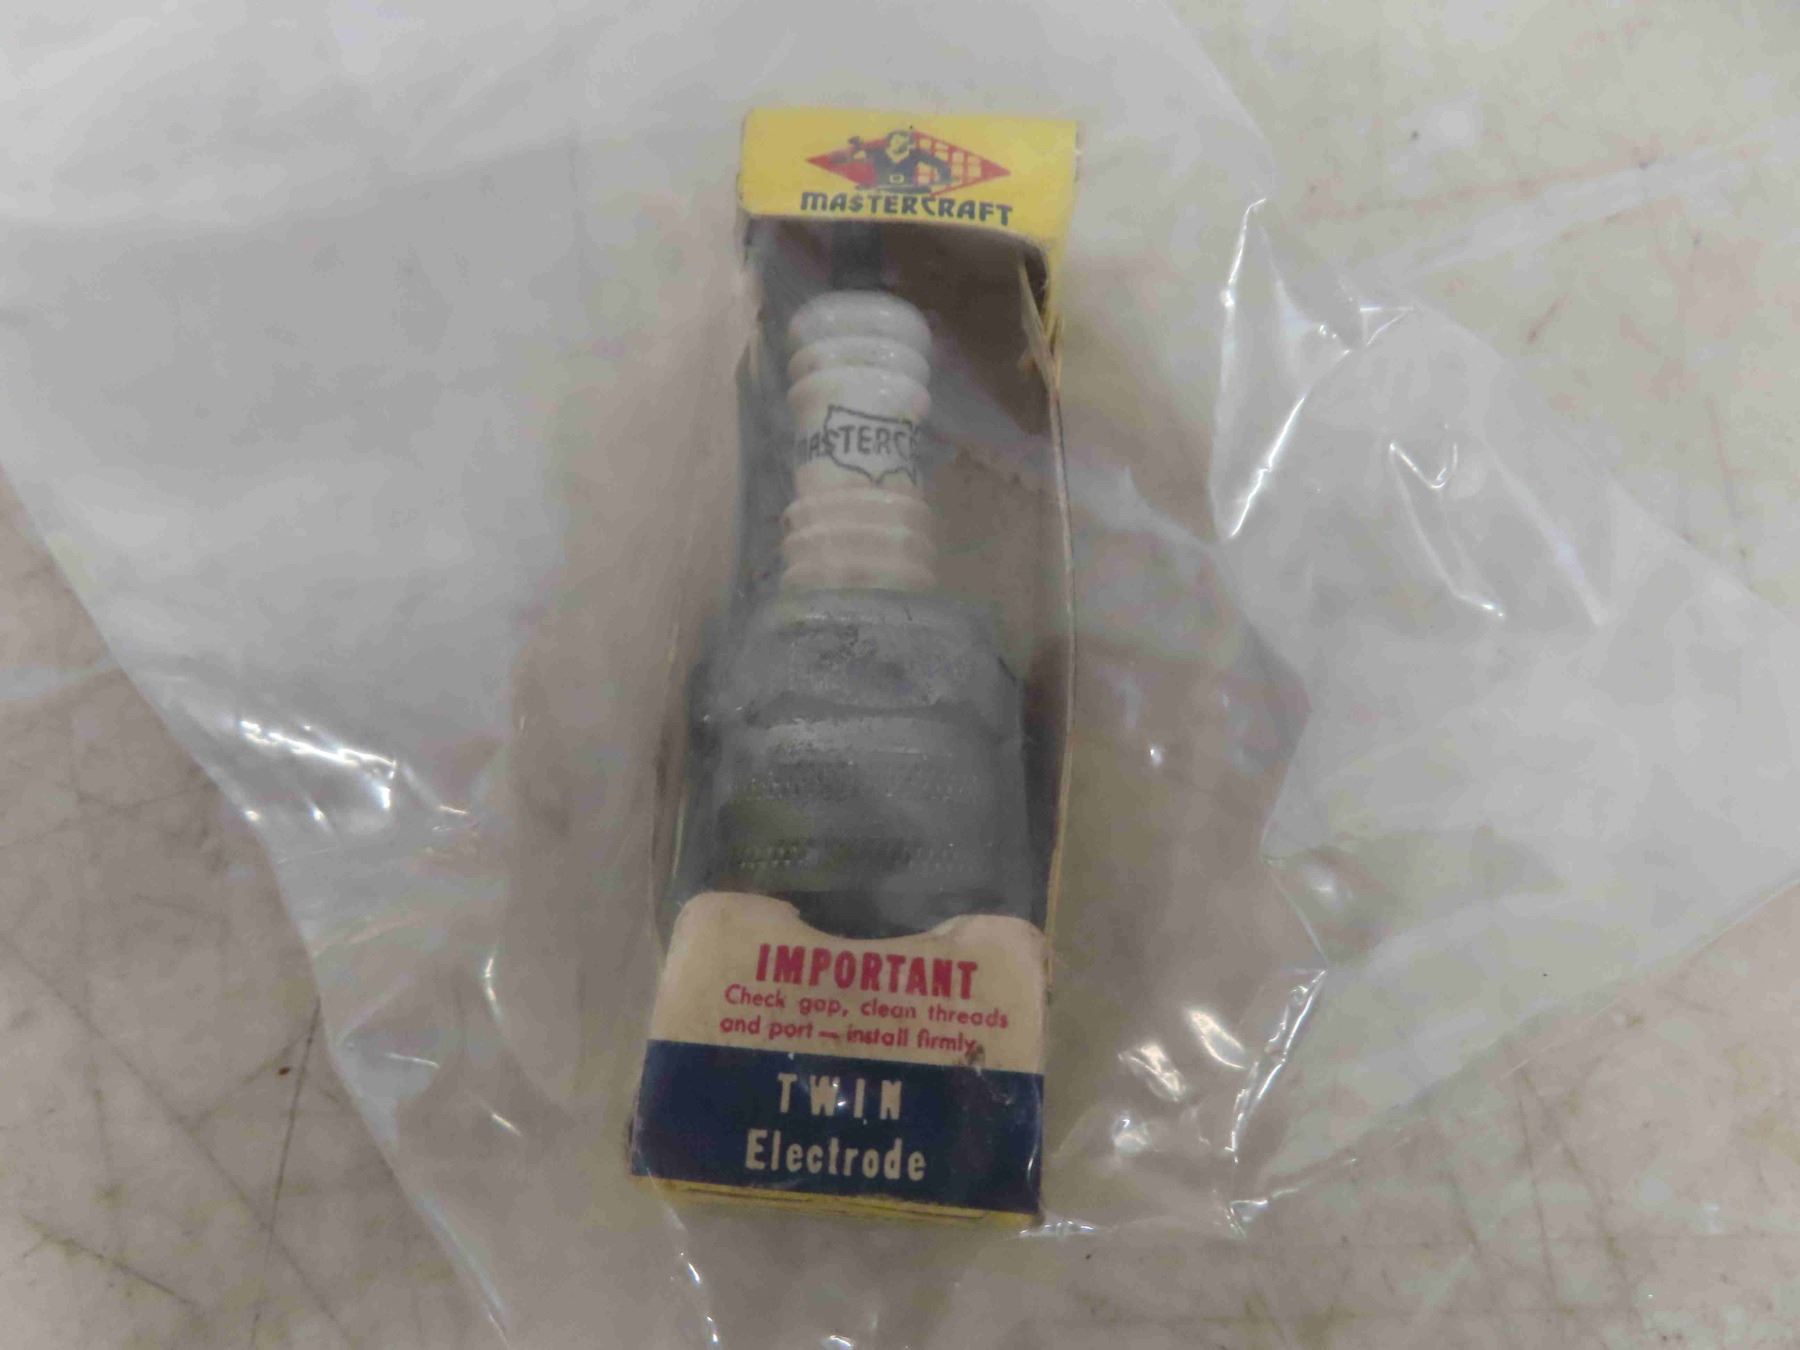 MASTERCRAFT
MASTERC
IMPORTANT
Check gap, clean threads
and port — install firmly.
TWIN
Electrode